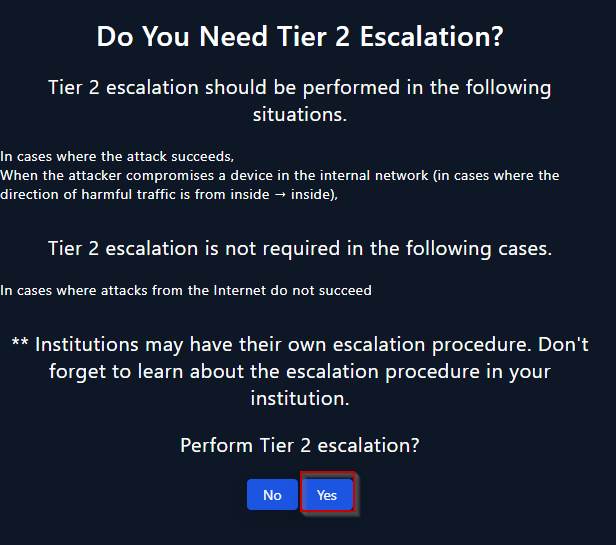 Do You Need Tier 2 Escalation?
Tier 2 escalation should be performed in the following
situations.
In cases where the attack succeeds,
When the attacker compromises a device in the internal network (in cases where the
direction of harmful traffic is from inside → inside),
Tier 2 escalation is not required in the following cases.
In cases where attacks from the Internet do not succeed
** Institutions may have their own escalation procedure. Don't
forget to learn about the escalation procedure in your
institution.
Perform Tier 2 escalation?
No Yes